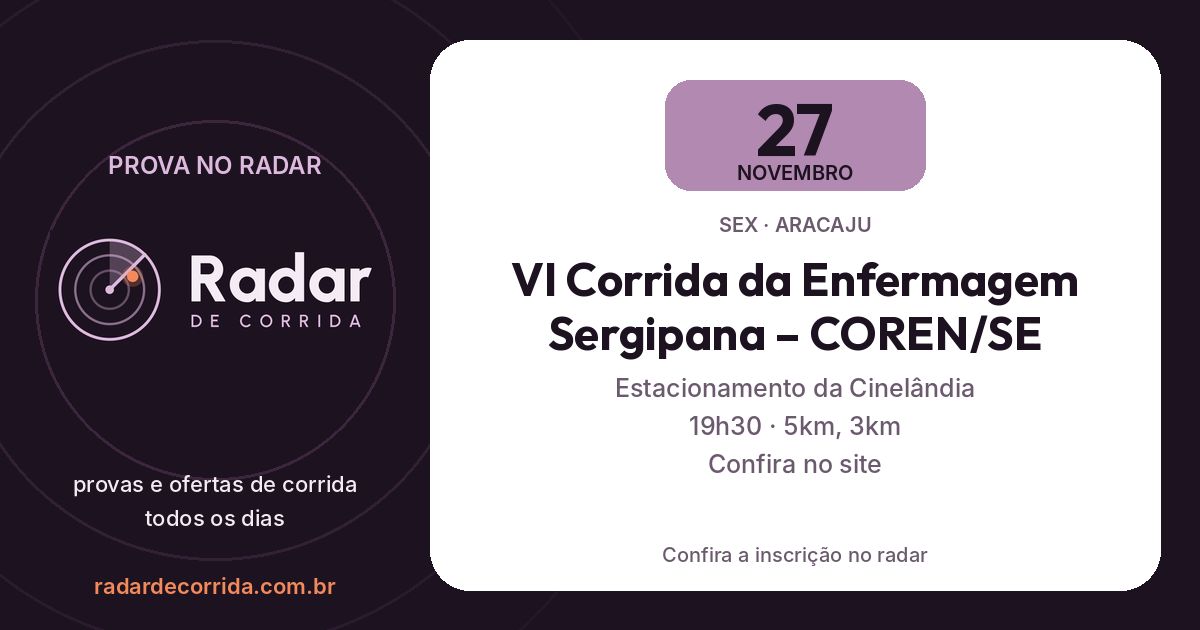 PROVA NO RADAR
Radar
DE CORRIDA
provas e ofertas de corrida
todos os dias
radardecorrida.com.br
27
NOVEMBRO
SEX · ARACAJU
VI Corrida da Enfermagem
Sergipana – COREN/SE
Estacionamento da Cinelândia
19h30 · 5km, 3km
Confira no site
Confira a inscrição no radar